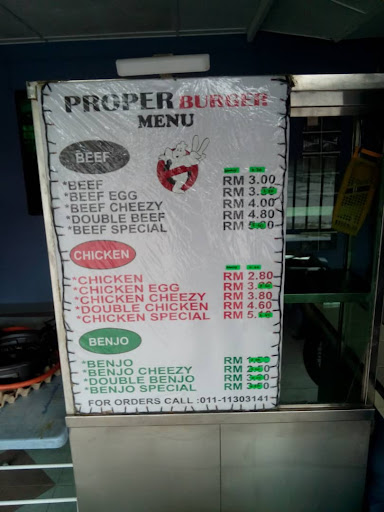 PROPER BURGER
MENU
BEEF
*BEEF RM 3.00
*BEEF EGG RM
*BEEF CHEEZY RM 4.00
*DOUBLE BEEF RM 4.80
*BEEF SPECIAL RM
CHICKEN
*CHICKEN RM 2.80
*CHICKEN EGG RM
*CHICKEN CHEEZY RM 3.80
*DOUBLE CHICKEN RM 4.60
*CHICKEN SPECIAL RM
BENJO
*BENJO RM
*BENJO CHEEZY RM
*DOUBLE BENJO RM
*BENJO SPECIAL RM
FOR ORDERS CALL :011-11303141